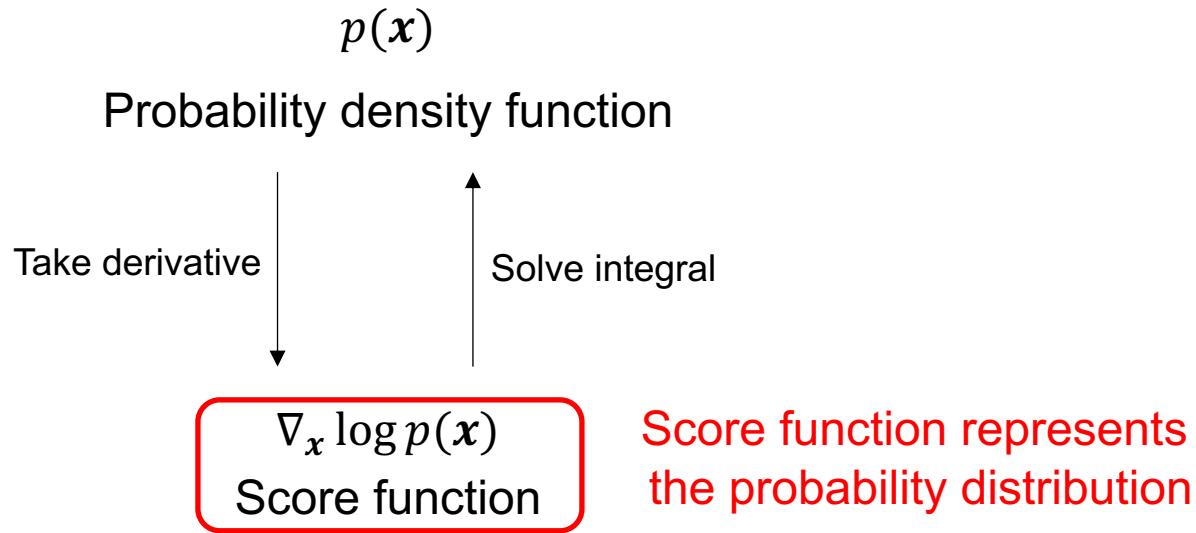 p(x)
Probability density function
Take derivative
Solve integral
∇ₓ log p(x)
Score function
Score function represents
the probability distribution